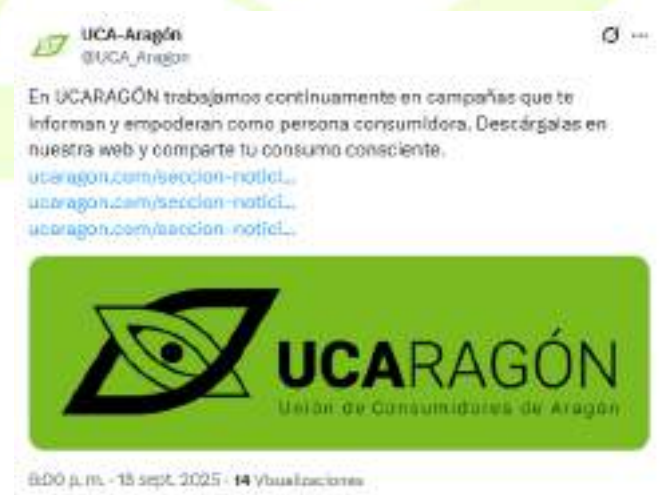 UCA-Aragón
@UCA_Aragon
En UCARAGÓN trabajamos continuamente en campañas que te
informan y empoderan como persona consumidora. Descárgalas en
nuestra web y comparte tu consumo consciente.
ucaragon.com/seccion-notici...
ucaragon.com/seccion-notici...
ucaragon.com/seccion-notici...
UCARAGÓN
Unión de Consumidores de Aragón
6:00 p. m. · 18 sept. 2025 · 14 Visualizaciones